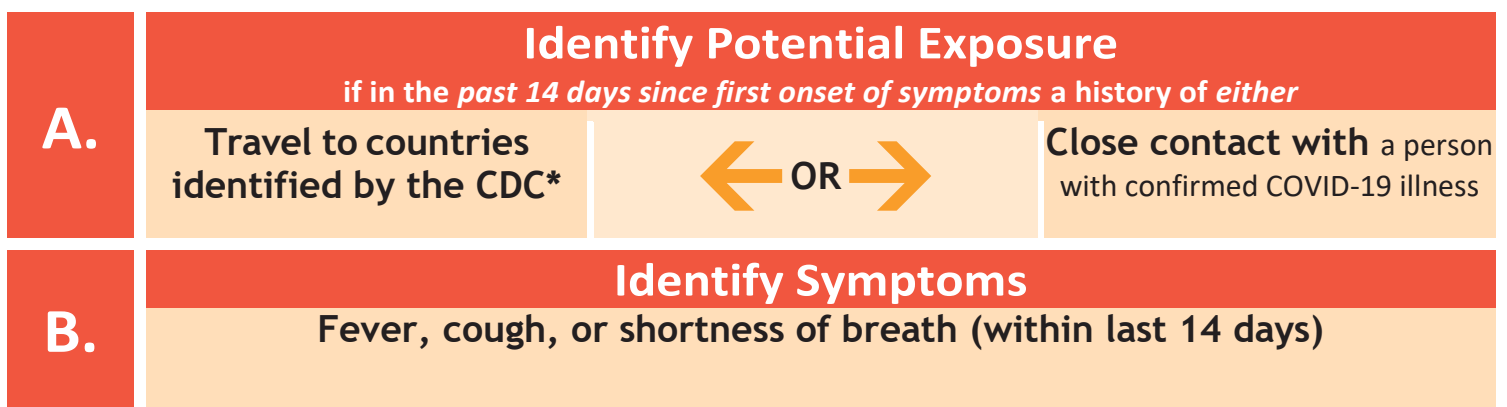 A.
Identify Potential Exposure
if in the past 14 days since first onset of symptoms a history of either
Travel to countries
identified by the CDC*
OR
Close contact with a person
with confirmed COVID-19 illness
B.
Identify Symptoms
Fever, cough, or shortness of breath (within last 14 days)